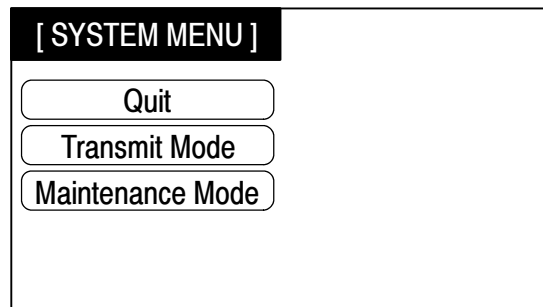 [ SYSTEM MENU ]
Quit
Transmit Mode
Maintenance Mode